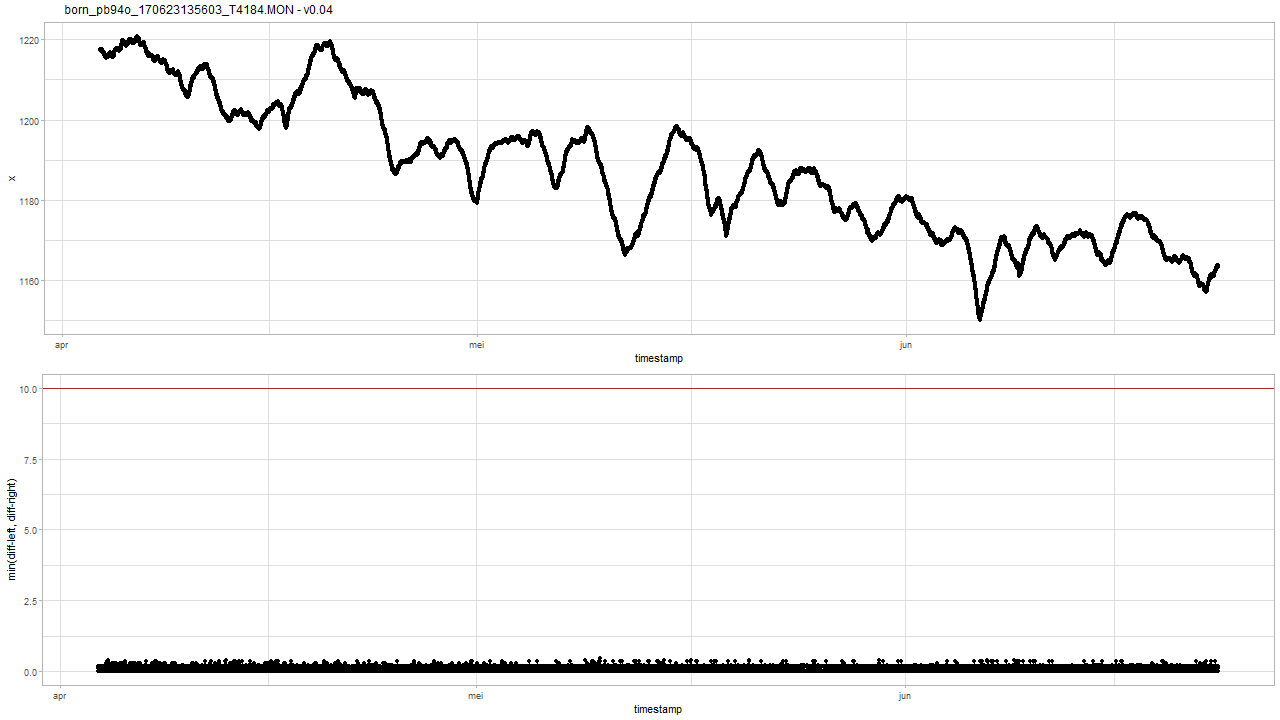 born_pb94o_170623135603_T4184.MON - v0.04
1220
1200
1180
1160
x
apr mei jun
timestamp
10.0
7.5
5.0
2.5
0.0
min(diff-left, diff-right)
apr mei jun
timestamp